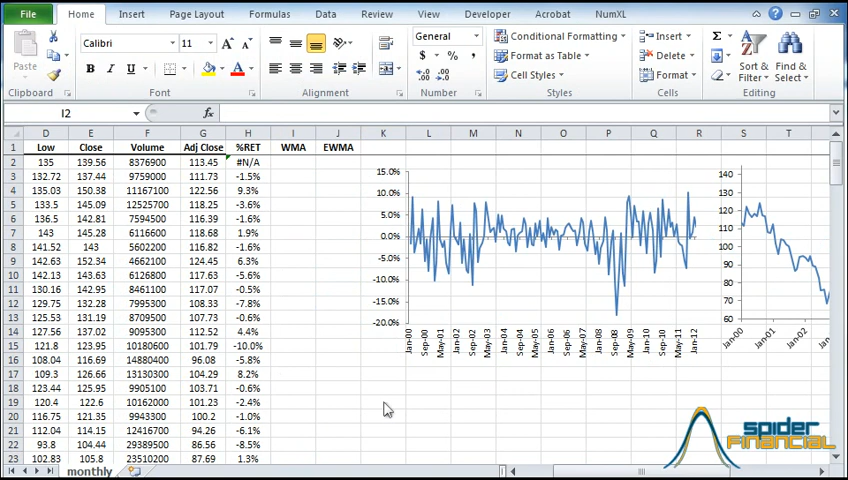 File Home Insert Page Layout Formulas Data Review View Developer Acrobat NumXL
Paste Calibri 11 General Conditional Formatting Insert Σ
B I U A $ % , Format as Table Delete Sort & Find &
Cell Styles Format Filter Select
Clipboard Font Alignment Number Styles Cells Editing
I2 fx
D E F G H I J K L M N O P Q R S T
1 Low Close Volume Adj Close %RET WMA EWMA
2 135 139.56 8376900 113.45 #N/A
3 132.72 137.44 9759000 111.73 -1.5%
4 135.03 150.38 11167100 122.56 9.3%
5 133.5 145.09 12525700 118.25 -3.6%
6 136.5 142.81 7594500 116.39 -1.6%
7 143 145.28 6116600 118.68 1.9%
8 141.52 143 5602200 116.82 -1.6%
9 142.63 152.34 4662100 124.45 6.3%
10 142.13 143.63 6126800 117.63 -5.6%
11 130.16 142.95 8461100 117.07 -0.5%
12 129.75 132.28 7995300 108.33 -7.8%
13 125.53 131.19 8709500 107.73 -0.6%
14 127.56 137.02 9095300 112.52 4.4%
15 121.8 123.95 10180600 101.79 -10.0%
16 108.04 116.69 14880400 96.08 -5.8%
17 109.3 126.66 13130300 104.29 8.2%
18 123.44 125.95 9905100 103.71 -0.6%
19 120.4 122.6 10162000 101.23 -2.4%
20 116.75 121.35 9943300 100.2 -1.0%
21 112.04 114.15 12416700 94.26 -6.1%
22 93.8 104.44 29389500 86.56 -8.5%
23 102.83 105.8 23510200 87.69 1.3%
15.0%
10.0%
5.0%
0.0%
-5.0%
-10.0%
-15.0%
-20.0%
Jan-00 Sep-00 May-01 Jan-02 Sep-02 May-03 Jan-04 Sep-04 May-05 Jan-06 Sep-06 May-07 Jan-08 Sep-08 May-09 Jan-10 Sep-10 May-11 Jan-12
140
130
120
110
100
90
80
70
60
Jan-00 Jan-01 Jan-02
spider
Financial
monthly